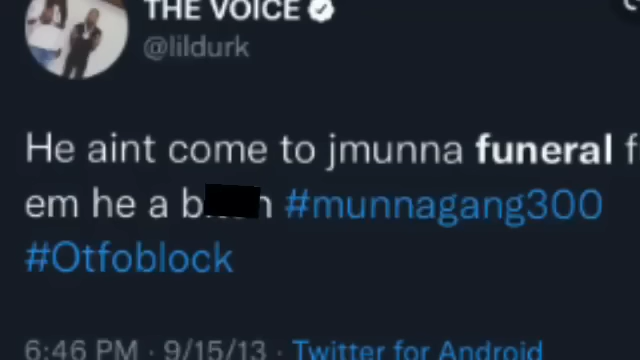 THE VOICE
@lildurk
He aint come to jmunna funeral f
em he a b n #munnagang300
#Otfoblock
6:46 PM · 9/15/13 · Twitter for Android